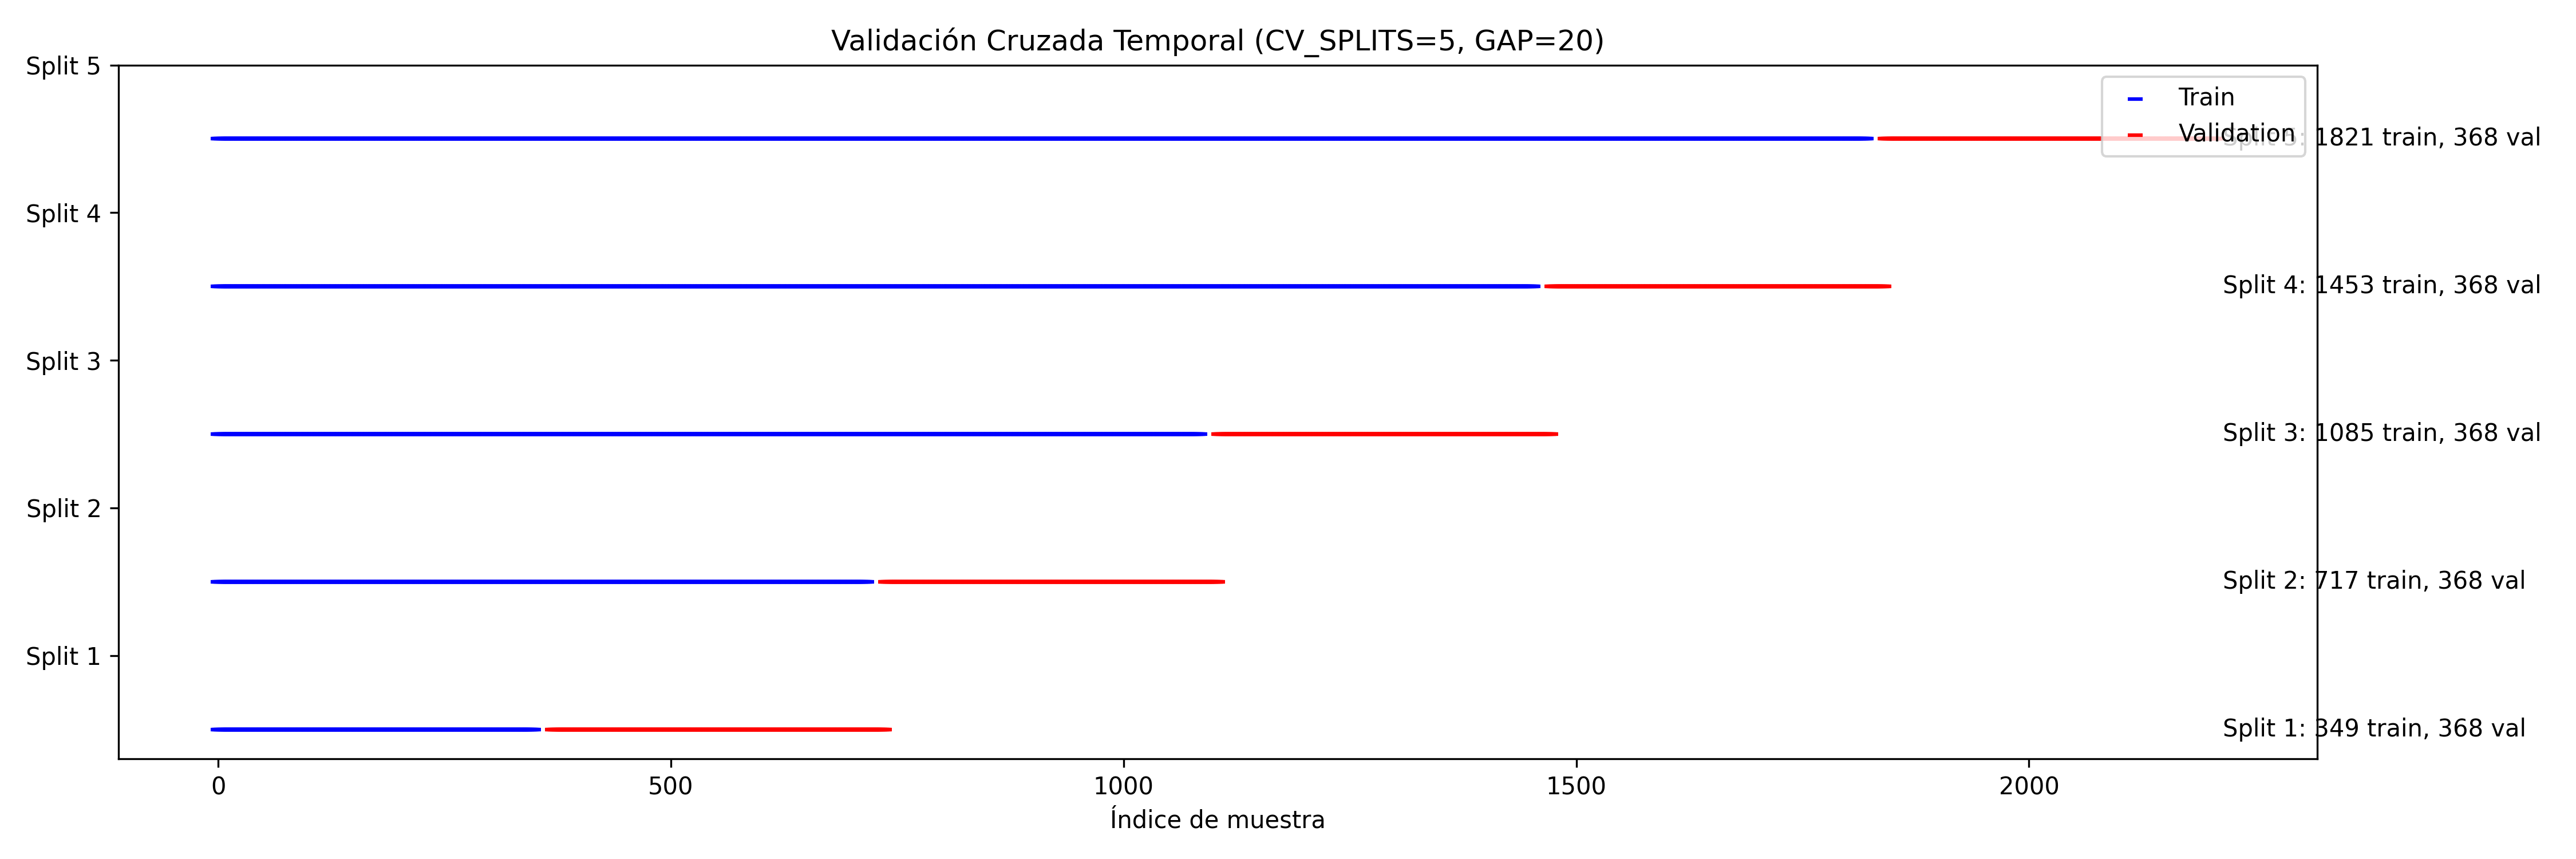 Validación Cruzada Temporal (CV_SPLITS=5, GAP=20)
Split 5
Train
Validation
Split 5: 1821 train, 368 val
Split 4
Split 4: 1453 train, 368 val
Split 3
Split 3: 1085 train, 368 val
Split 2
Split 2: 717 train, 368 val
Split 1
Split 1: 349 train, 368 val
0 500 1000 1500 2000
Índice de muestra